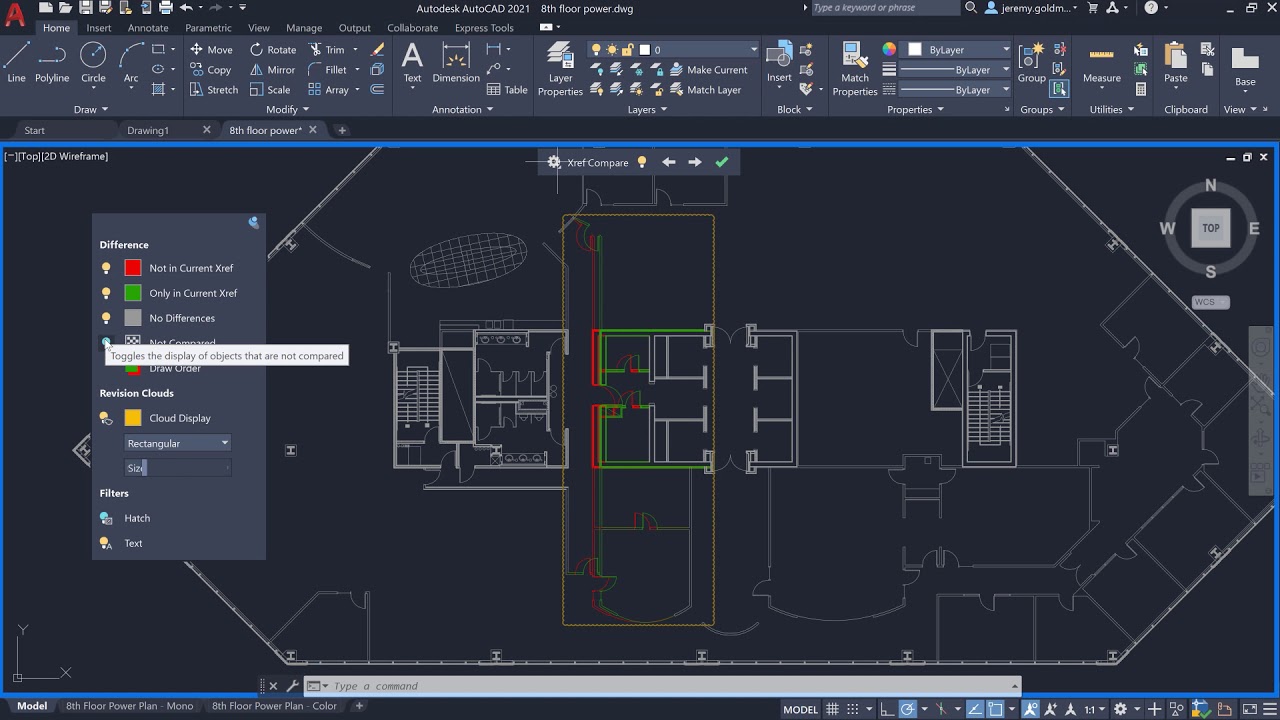 Autodesk AutoCAD 2021 8th floor power.dwg
Type a keyword or phrase
jeremy.goldm...
Home Insert Annotate Parametric View Manage Output Collaborate Express Tools
Line Polyline Circle Arc
Move Rotate Trim
Copy Mirror Fillet
Stretch Scale Array
Text Dimension Table
Layer Properties
0
Make Current
Match Layer
Insert
Match Properties
ByLayer
ByLayer
ByLayer
Group
Measure
Paste
Base
Draw Modify Annotation Layers Block Properties Groups Utilities Clipboard View
Start Drawing1 8th floor power*
[−][Top][2D Wireframe]
Xref Compare
N
W TOP E
S
WCS
Difference
Not in Current Xref
Only in Current Xref
No Differences
Not Compared
Toggles the display of objects that are not compared
Draw Order
Revision Clouds
Cloud Display
Rectangular
Size
Filters
Hatch
Text
Y
X
Type a command
Model 8th Floor Power Plan - Mono 8th Floor Power Plan - Color
MODEL 1:1